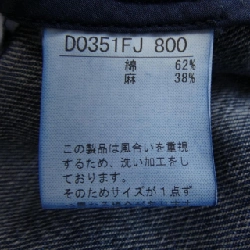 D0351FJ 800
綿 62%
麻 38%
この製品は風合いを重視
するため、洗い加工をして
おります。
そのためサイズが1点ず